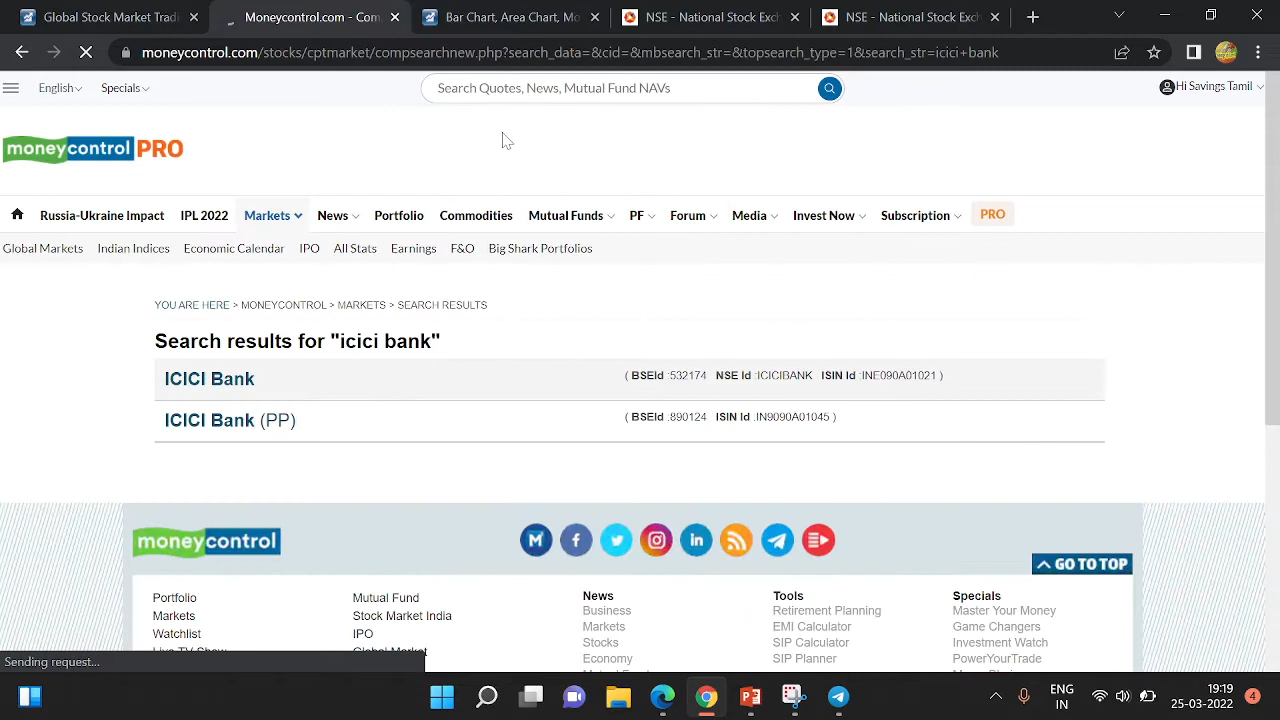 Global Stock Market Tradi
Moneycontrol.com - Com
Bar Chart, Area Chart,
NSE - National Stock Exch
NSE - National Stock Exch
moneycontrol.com/stocks/cptmarket/compsearchnew.php?search_data=&cid=&mbsearch_str=&topsearch_type=1&search_str=icici+bank
English
Specials
Search Quotes, News, Mutual Fund NAVs
Hi Savings Tamil
moneycontrol PRO
Russia-Ukraine Impact IPL 2022 Markets News Portfolio Commodities Mutual Funds PF Forum Media Invest Now Subscription PRO
Global Markets Indian Indices Economic Calendar IPO All Stats Earnings F&O Big Shark Portfolios
YOU ARE HERE > MONEYCONTROL > MARKETS > SEARCH RESULTS
Search results for "icici bank"
ICICI Bank ( BSEId :532174 NSE Id :ICICIBANK ISIN Id :INE090A01021 )
ICICI Bank (PP) ( BSEId :890124 ISIN Id :IN9090A01045 )
moneycontrol
GO TO TOP
Portfolio Mutual Fund News Tools Specials
Markets Stock Market India Business Retirement Planning Master Your Money
Watchlist IPO Markets EMI Calculator Game Changers
Live TV Show Global Market Stocks SIP Calculator Investment Watch
Economy SIP Planner PowerYourTrade
Sending request...
ENG
IN
19:19
25-03-2022
4